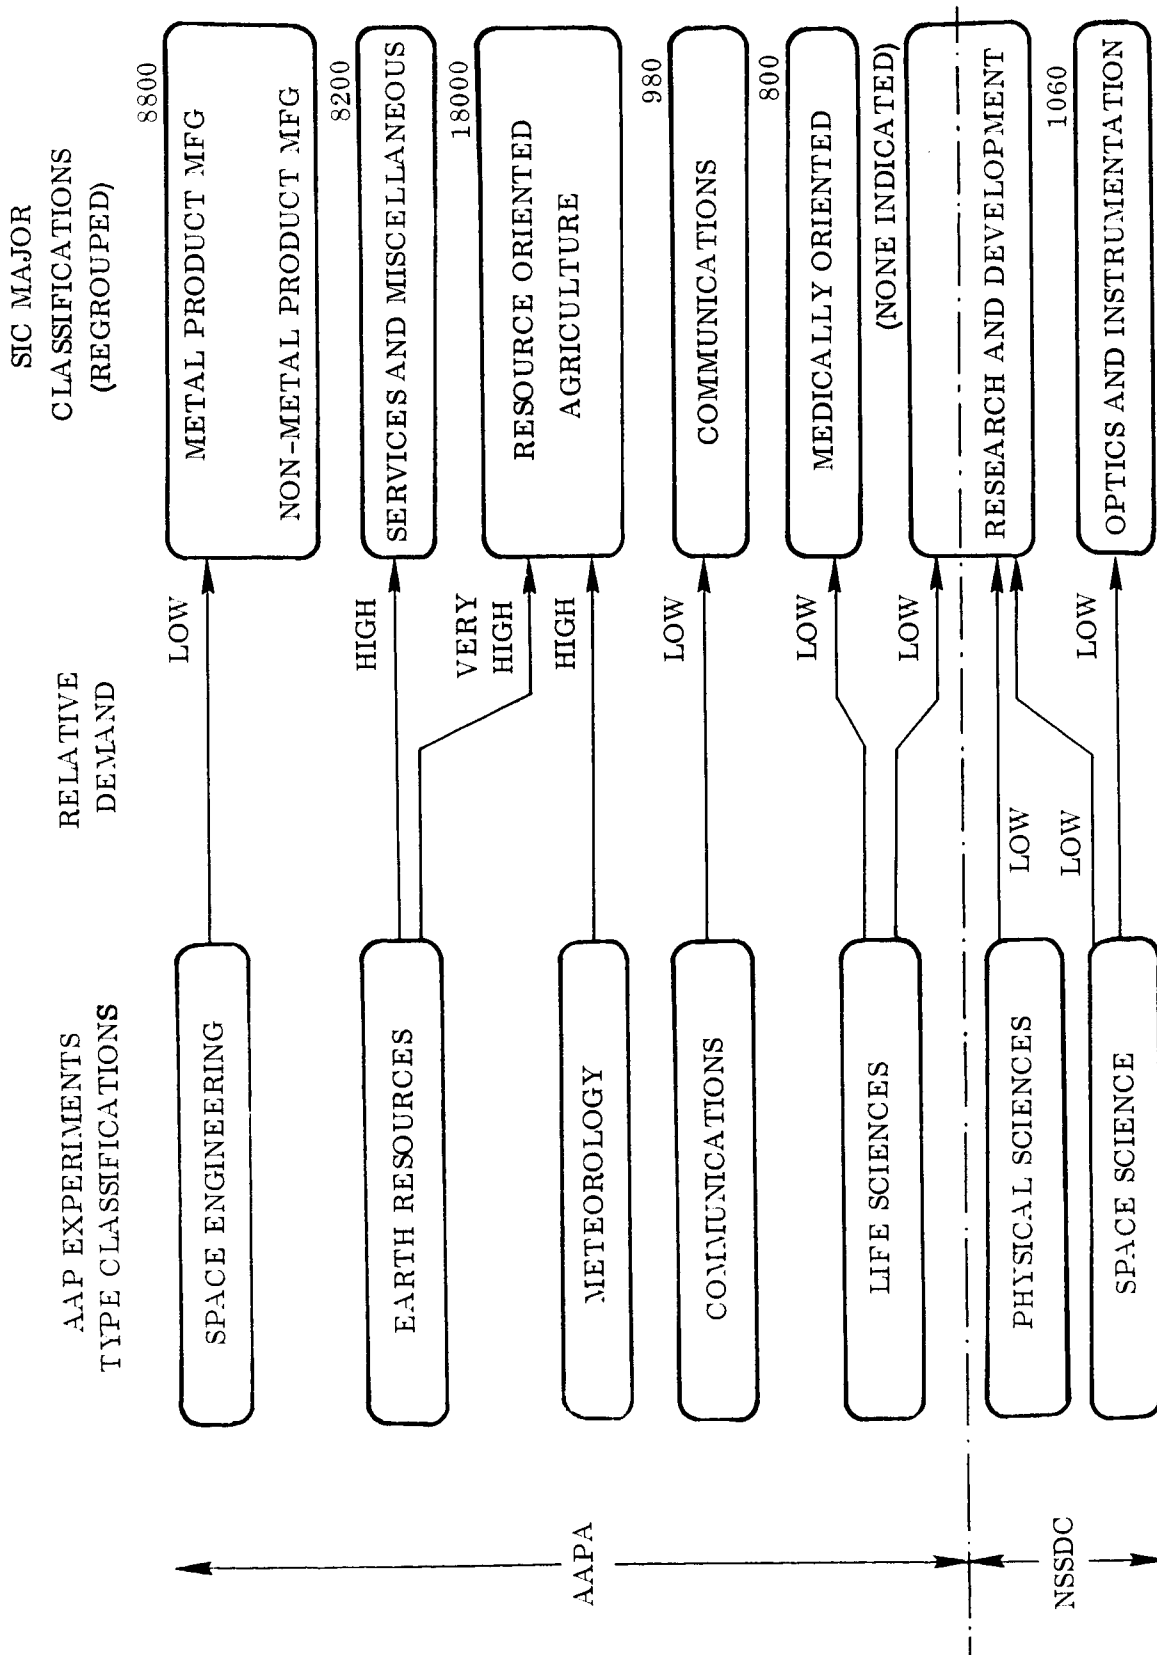 AAP EXPERIMENTS
TYPE CLASSIFICATIONS
RELATIVE
DEMAND
SIC MAJOR
CLASSIFICATIONS
(REGROUPED)
AAPA
NSSDC
SPACE ENGINEERING
LOW
8800
METAL PRODUCT MFG
NON-METAL PRODUCT MFG
EARTH RESOURCES
HIGH
8200
SERVICES AND MISCELLANEOUS
VERY
HIGH
18000
RESOURCE ORIENTED
AGRICULTURE
METEOROLOGY
HIGH
COMMUNICATIONS
LOW
980
COMMUNICATIONS
LIFE SCIENCES
LOW
800
MEDICALLY ORIENTED
LOW
(NONE INDICATED)
RESEARCH AND DEVELOPMENT
PHYSICAL SCIENCES
LOW
SPACE SCIENCE
LOW
LOW
1060
OPTICS AND INSTRUMENTATION